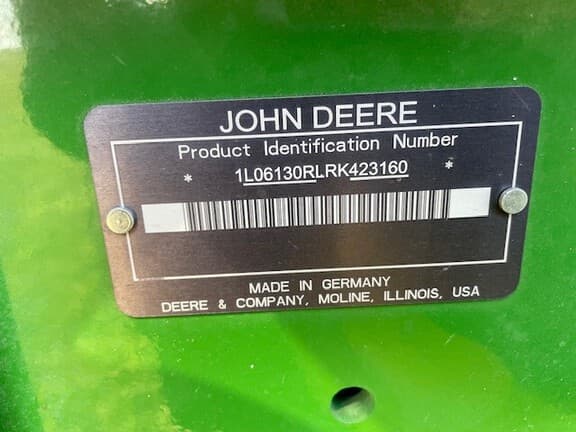 JOHN DEERE
Product Identification Number
* 1L06130RLRK423160 *
MADE IN GERMANY
DEERE & COMPANY, MOLINE, ILLINOIS, USA